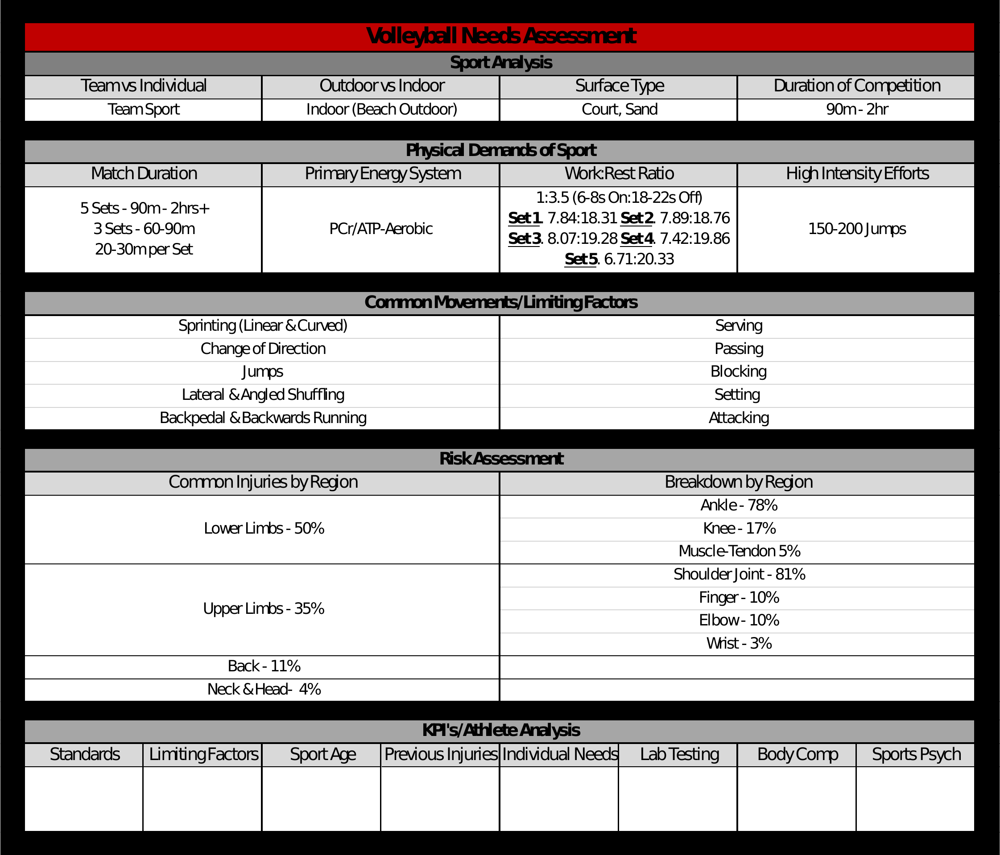 Volleyball Needs Assessment
Sport Analysis
Team vs Individual Outdoor vs Indoor Surface Type Duration of Competition
Team Sport Indoor (Beach Outdoor) Court, Sand 90m - 2hr
Physical Demands of Sport
Match Duration Primary Energy System Work:Rest Ratio High Intensity Efforts
5 Sets - 90m - 2hrs+
3 Sets - 60-90m
20-30m per Set
PCr/ATP-Aerobic
1:3.5 (6-8s On:18-22s Off)
Set 1. 7.84:18.31 Set 2. 7.89:18.76
Set 3. 8.07:19.28 Set 4. 7.42:19.86
Set 5. 6.71:20.33
150-200 Jumps
Common Movements/Limiting Factors
Sprinting (Linear & Curved) Serving
Change of Direction Passing
Jumps Blocking
Lateral & Angled Shuffling Setting
Backpedal & Backwards Running Attacking
Risk Assessment
Common Injuries by Region Breakdown by Region
Lower Limbs - 50%
Ankle - 78%
Knee - 17%
Muscle-Tendon 5%
Upper Limbs - 35%
Shoulder Joint - 81%
Finger - 10%
Elbow - 10%
Wrist - 3%
Back - 11%
Neck & Head- 4%
KPI's/Athlete Analysis
Standards Limiting Factors Sport Age Previous Injuries Individual Needs Lab Testing Body Comp Sports Psych